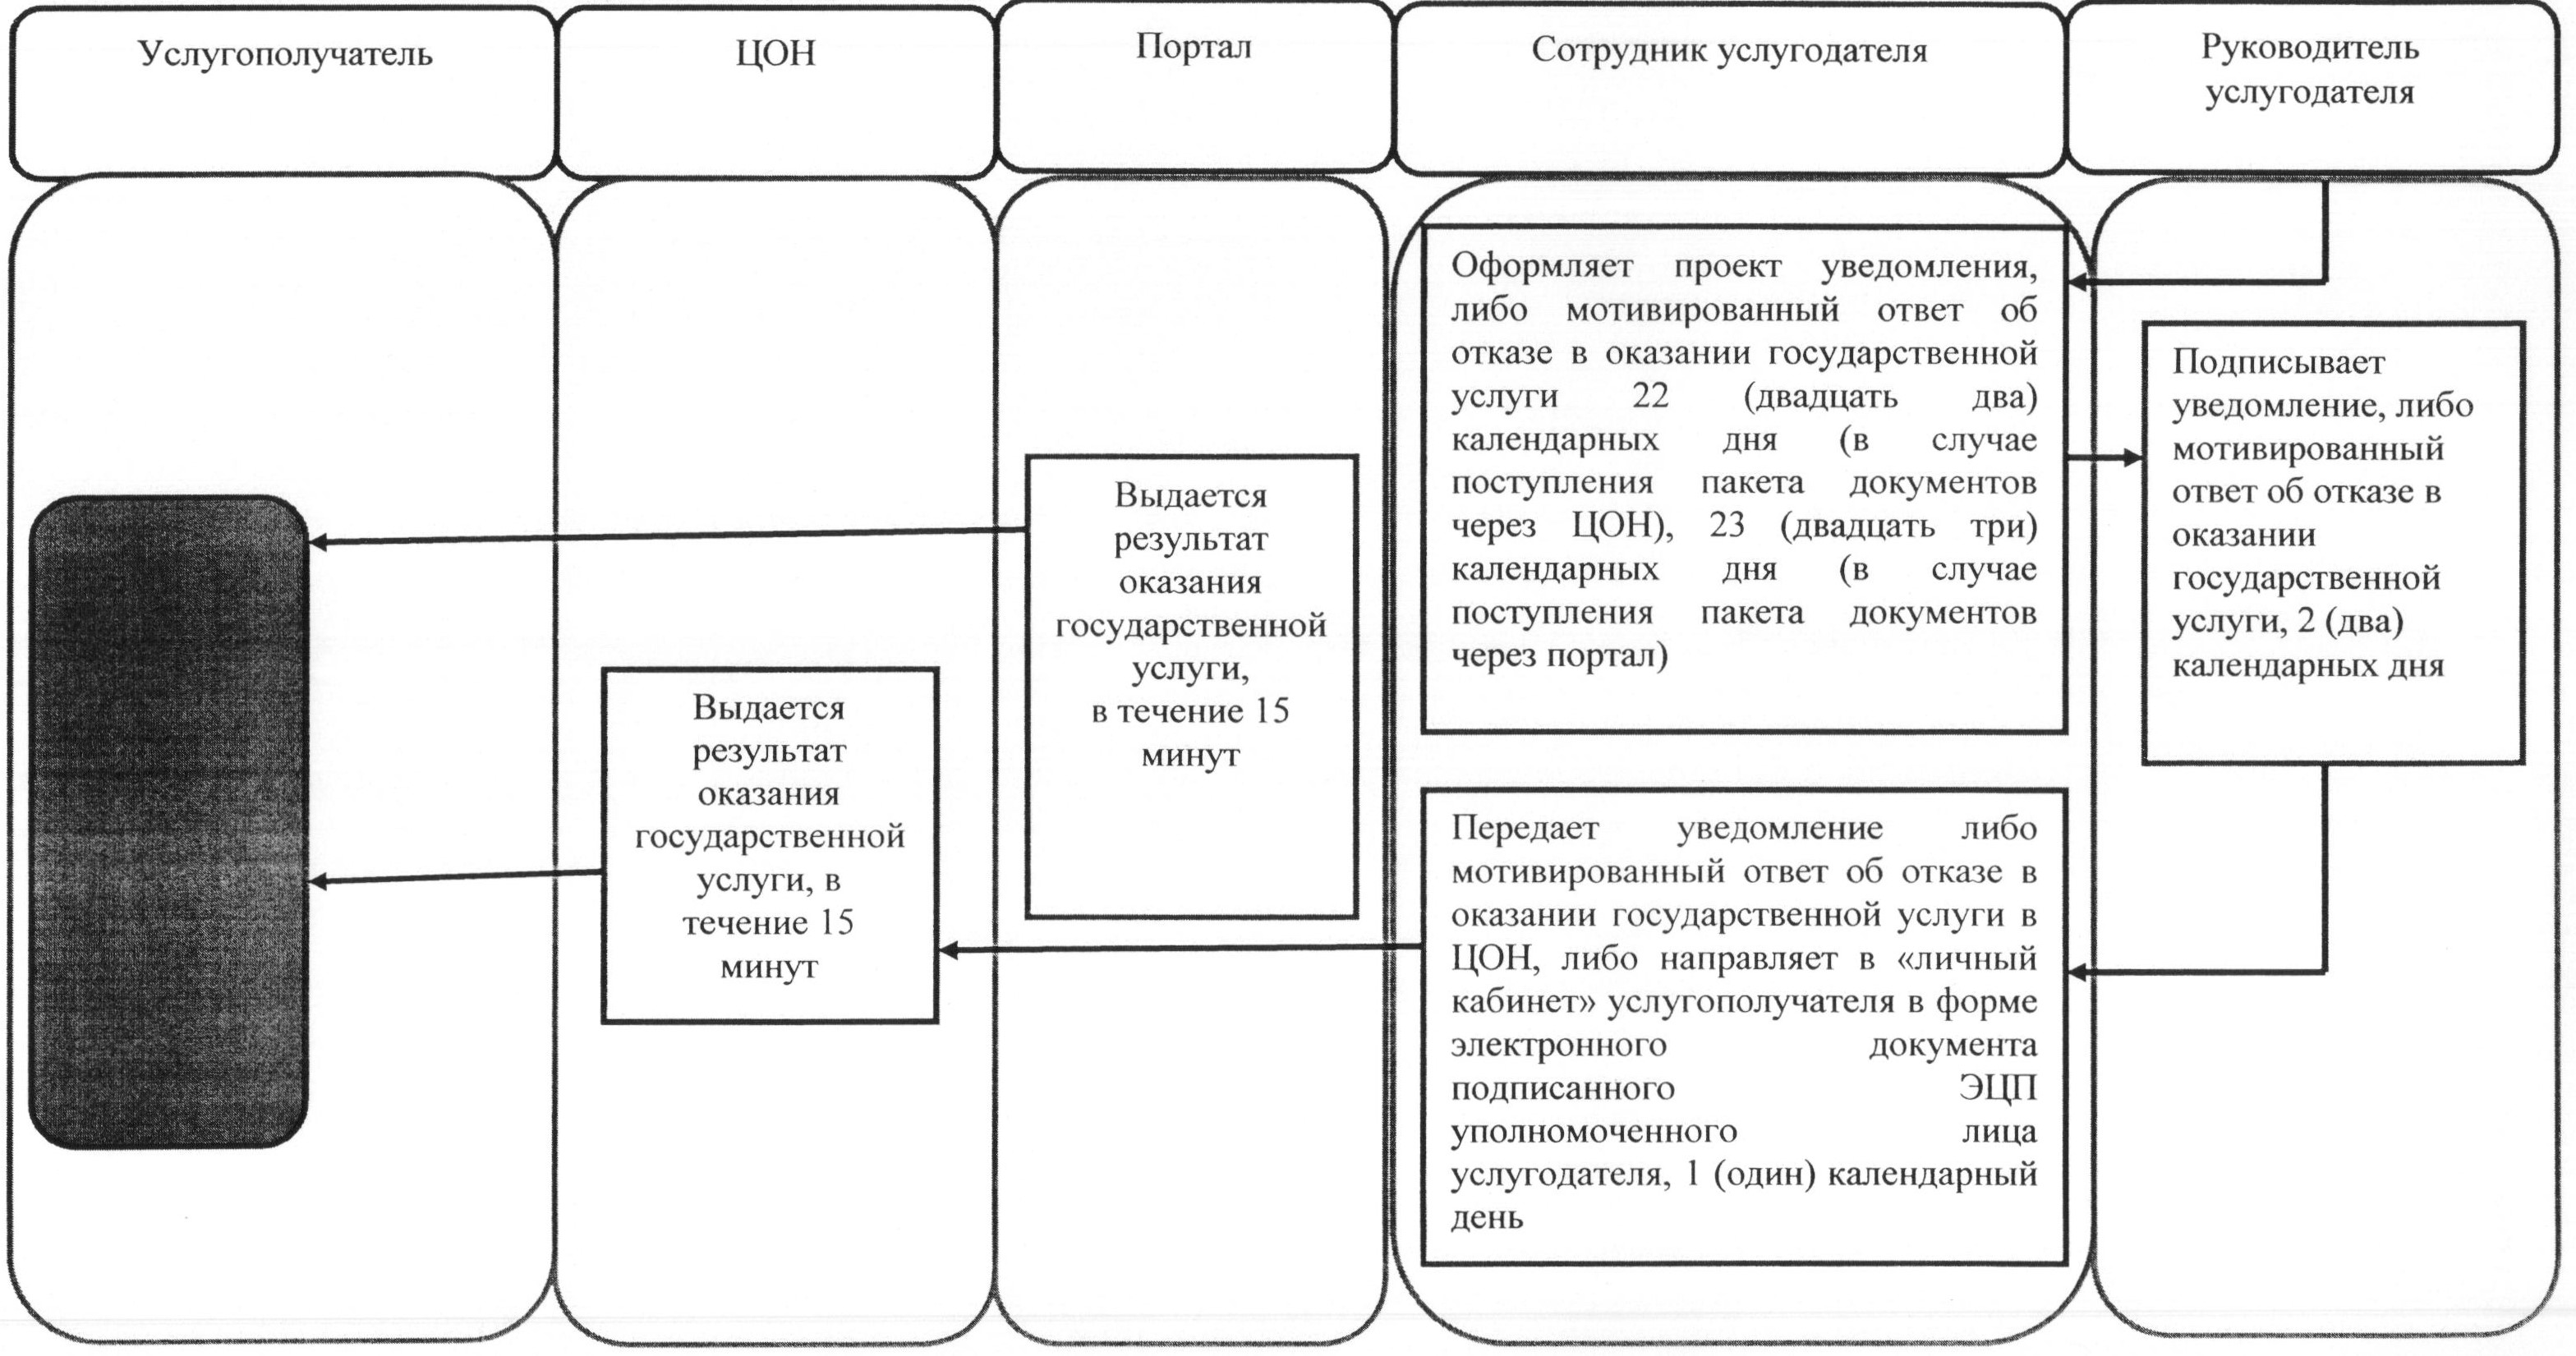 Услугополучатель
ЦОН
Портал
Сотрудник услугодателя
Руководитель
услугодателя
Оформляет проект уведомления,
либо мотивированный ответ об
отказе в оказании государственной
услуги 22 (двадцать два)
календарных дня (в случае
поступления пакета документов
через ЦОН), 23 (двадцать три)
календарных дня (в случае
поступления пакета документов
через портал)
Подписывает
уведомление, либо
мотивированный
ответ об отказе в
оказании
государственной
услуги, 2 (два)
календарных дня
Выдается
результат
оказания
государственной
услуги,
в течение 15
минут
Выдается
результат
оказания
государственной
услуги, в
течение 15
минут
Передает уведомление либо
мотивированный ответ об отказе в
оказании государственной услуги в
ЦОН, либо направляет в «личный
кабинет» услугополучателя в форме
электронного документа
подписанного ЭЦП
уполномоченного лица
услугодателя, 1 (один) календарный
день